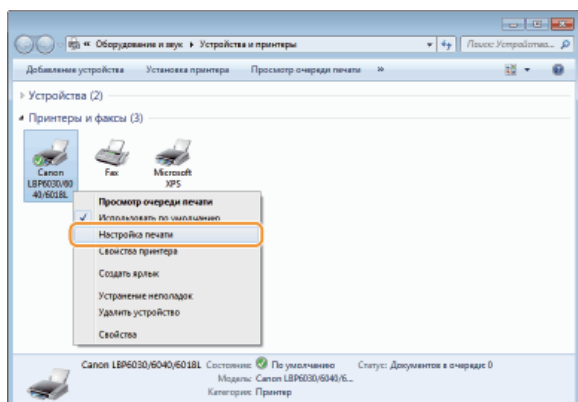 « Оборудование и звук ▸ Устройства и принтеры
Поиск: Устройства...
Добавление устройства Установка принтера Просмотр очереди печати »
Устройства (2)
Принтеры и факсы (3)
Canon LBP6030/60 40/6018L
Fax
Microsoft XPS
Просмотр очереди печати
Использовать по умолчанию
Настройка печати
Свойства принтера
Создать ярлык
Устранение неполадок
Удалить устройство
Свойства
Canon LBP6030/6040/6018L Состояние: По умолчанию Статус: Документов в очереди: 0
Модель: Canon LBP6030/6040/6...
Категория: Принтер